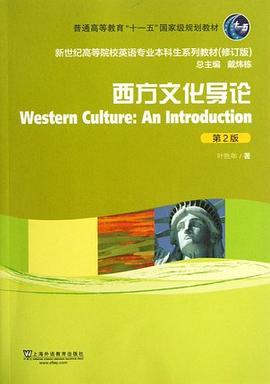 普通高等教育“十一五”国家级规划教材
新世纪高等院校英语专业本科生系列教材(修订版)
总主编 戴炜栋
西方文化导论
Western Culture: An Introduction
第2版
叶胜年/著
上海外语教育出版社
www.sflep.com